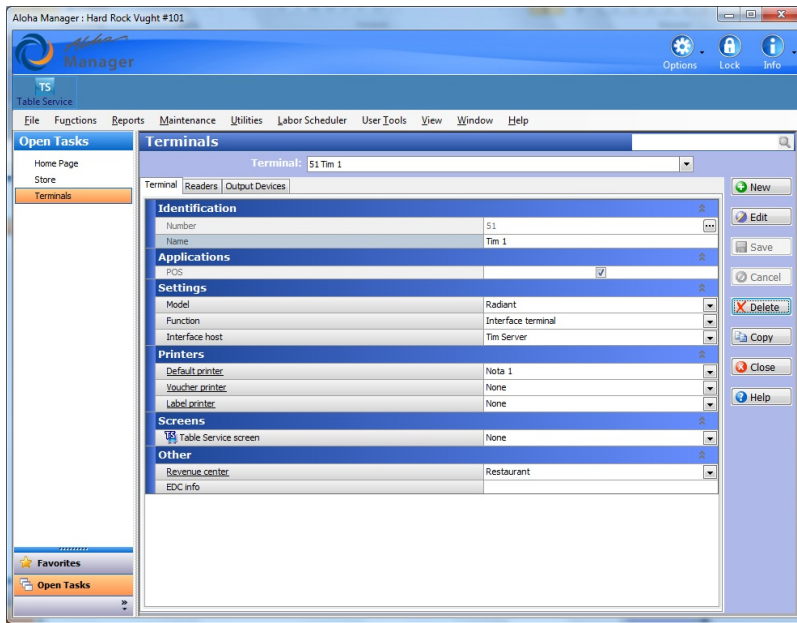 Aloha Manager : Hard Rock Vught #101
Aloha
Manager
Options
Lock
Info
TS
Table Service
File Functions Reports Maintenance Utilities Labor Scheduler User Tools View Window Help
Open Tasks
Home Page
Store
Terminals
Terminals
Terminal: 51 Tim 1
Terminal Readers Output Devices
Identification
Number 51 ...
Name Tim 1
Applications
POS
Settings
Model Radiant
Function Interface terminal
Interface host Tim Server
Printers
Default printer Nota 1
Voucher printer None
Label printer None
Screens
TS Table Service screen None
Other
Revenue center Restaurant
EDC info
New
Edit
Save
Cancel
Delete
Copy
Close
Help
Favorites
Open Tasks